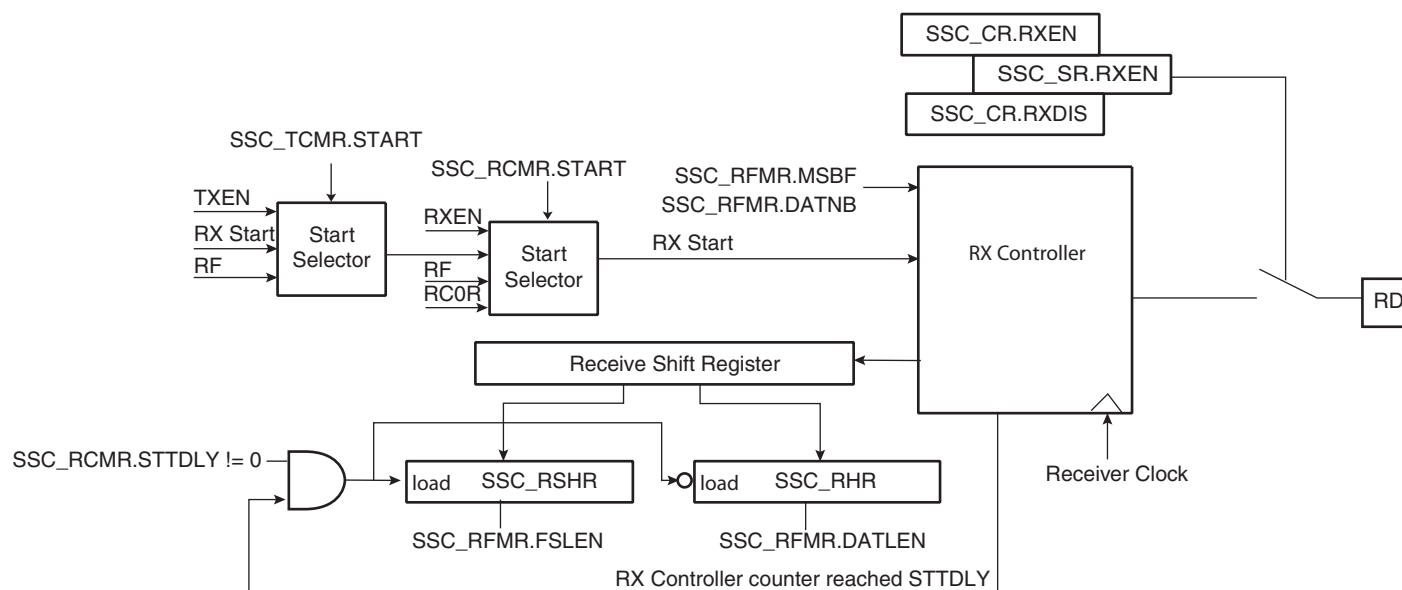 SSC_CR.RXEN
SSC_SR.RXEN
SSC_CR.RXDIS
SSC_TCMR.START
SSC_RCMR.START
SSC_RFMR.MSBF
SSC_RFMR.DATNB
TXEN
RX Start
RF
Start
Selector
RXEN
RF
RC0R
Start
Selector
RX Start
RX Controller
RD
Receive Shift Register
SSC_RCMR.STTDLY != 0
load
SSC_RSHR
load
SSC_RHR
Receiver Clock
SSC_RFMR.FSLEN
SSC_RFMR.DATLEN
RX Controller counter reached STTDLY